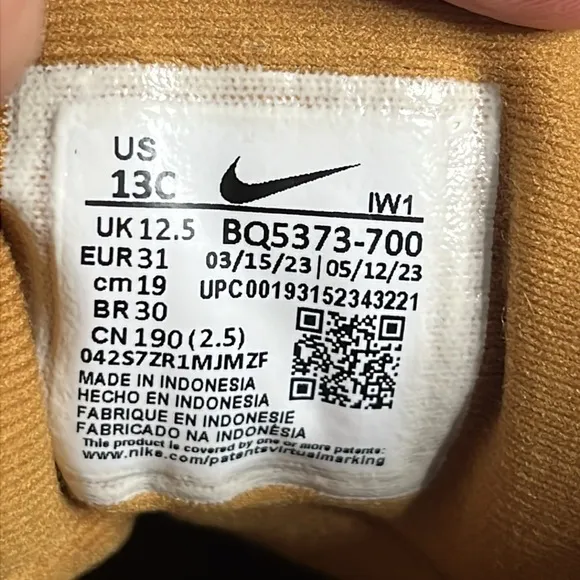 US
13C
IW1
UK 12.5
BQ5373-700
EUR 31
03/15/23 | 05/12/23
cm 19
UPC00193152343221
BR 30
CN 190 (2.5)
042S7ZR1MJMZF
MADE IN INDONESIA
HECHO EN INDONESIA
FABRIQUE EN INDONESIE
FABRICADO NA INDONÉSIA
This product is covered by one or more patents:
www.nike.com/patentsvirtualmarking